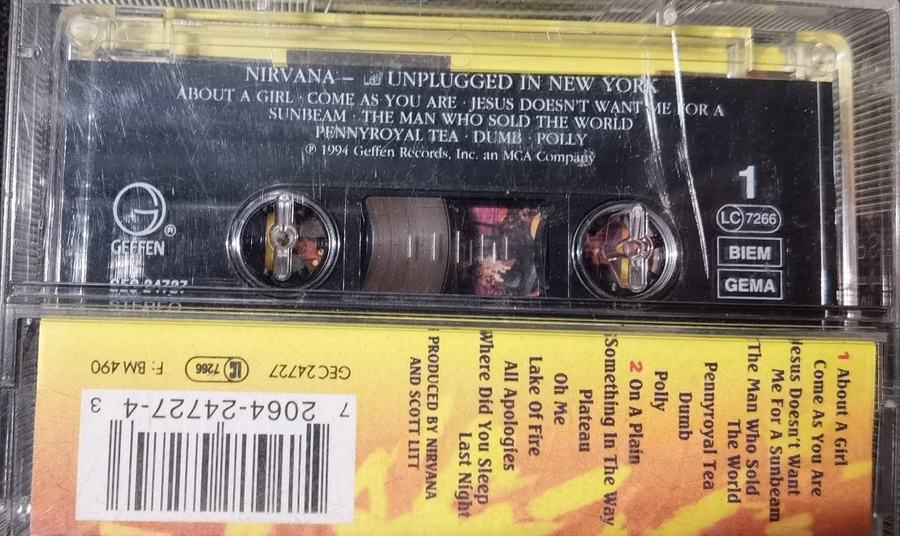 NIRVANA – MTV UNPLUGGED IN NEW YORK
ABOUT A GIRL · COME AS YOU ARE · JESUS DOESN'T WANT ME FOR A
SUNBEAM · THE MAN WHO SOLD THE WORLD
PENNYROYAL TEA · DUMB · POLLY
℗ 1994 Geffen Records, Inc. an MCA Company
1
LC 7266
BIEM
GEMA
GEFFEN ®
GEC 24727
STEREO
1 About A Girl
Come As You Are
Jesus Doesn't Want
Me For A Sunbeam
The Man Who Sold
The World
Pennyroyal Tea
Dumb
Polly
2 On A Plain
Something In The Way
Plateau
Oh Me
Lake Of Fire
All Apologies
Where Did You Sleep
Last Night
PRODUCED BY NIRVANA
AND SCOTT LITT
GEC 24727 LC 7266 F: BM 490
7 2064-24727-4 3